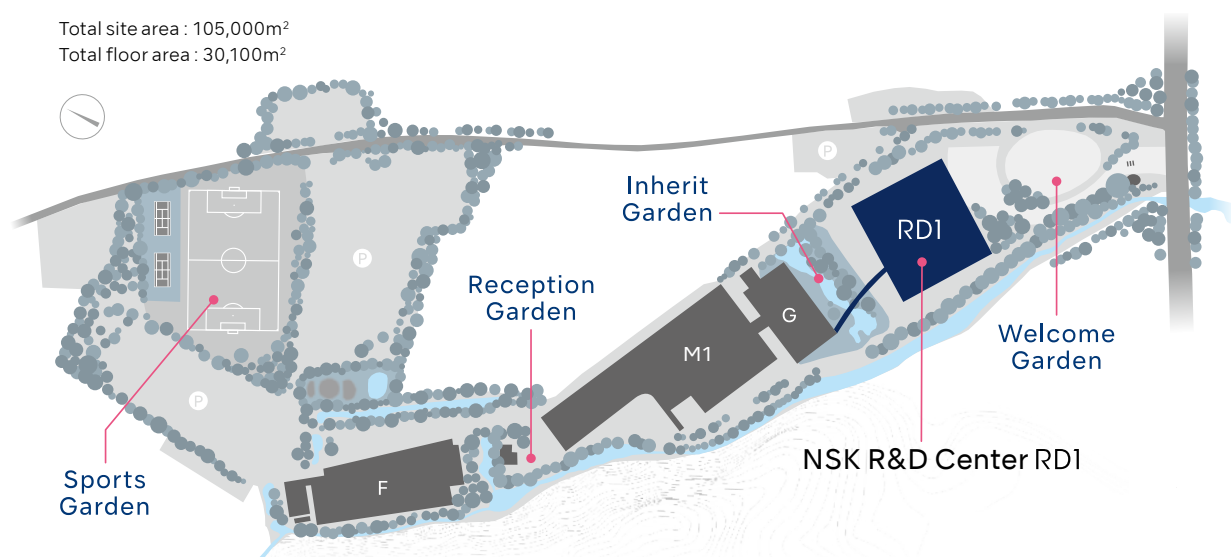 Total site area : 105,000m²
Total floor area : 30,100m²
P
Inherit
Garden
RD1
P
Reception
Garden
G
M1
Welcome
Garden
P
NSK R&D Center RD1
Sports
Garden
F